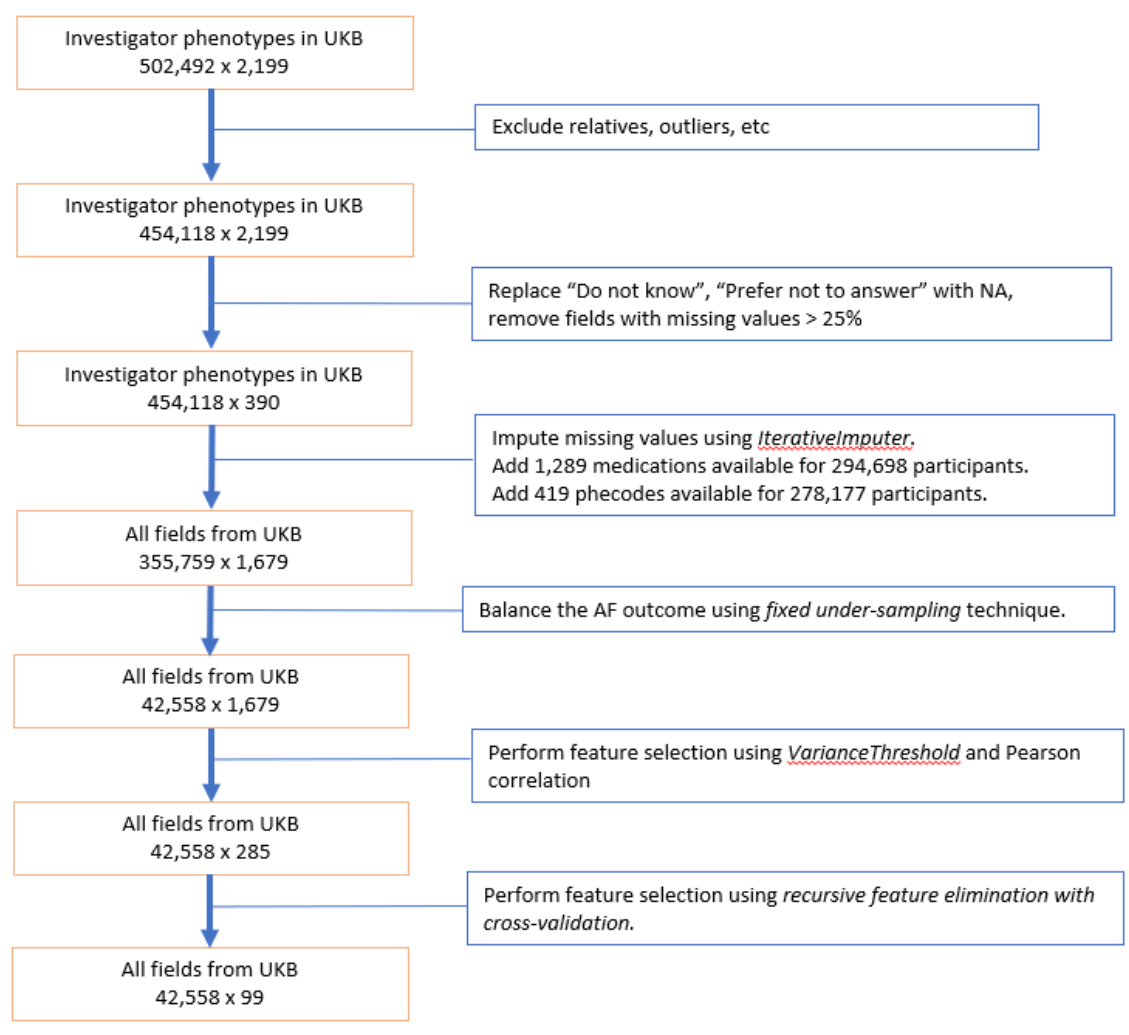 Investigator phenotypes in UKB
502,492 x 2,199
Exclude relatives, outliers, etc
Investigator phenotypes in UKB
454,118 x 2,199
Replace “Do not know”, “Prefer not to answer” with NA,
remove fields with missing values > 25%
Investigator phenotypes in UKB
454,118 x 390
Impute missing values using IterativeImputer.
Add 1,289 medications available for 294,698 participants.
Add 419 phecodes available for 278,177 participants.
All fields from UKB
355,759 x 1,679
Balance the AF outcome using fixed under-sampling technique.
All fields from UKB
42,558 x 1,679
Perform feature selection using VarianceThreshold and Pearson
correlation
All fields from UKB
42,558 x 285
Perform feature selection using recursive feature elimination with
cross-validation.
All fields from UKB
42,558 x 99